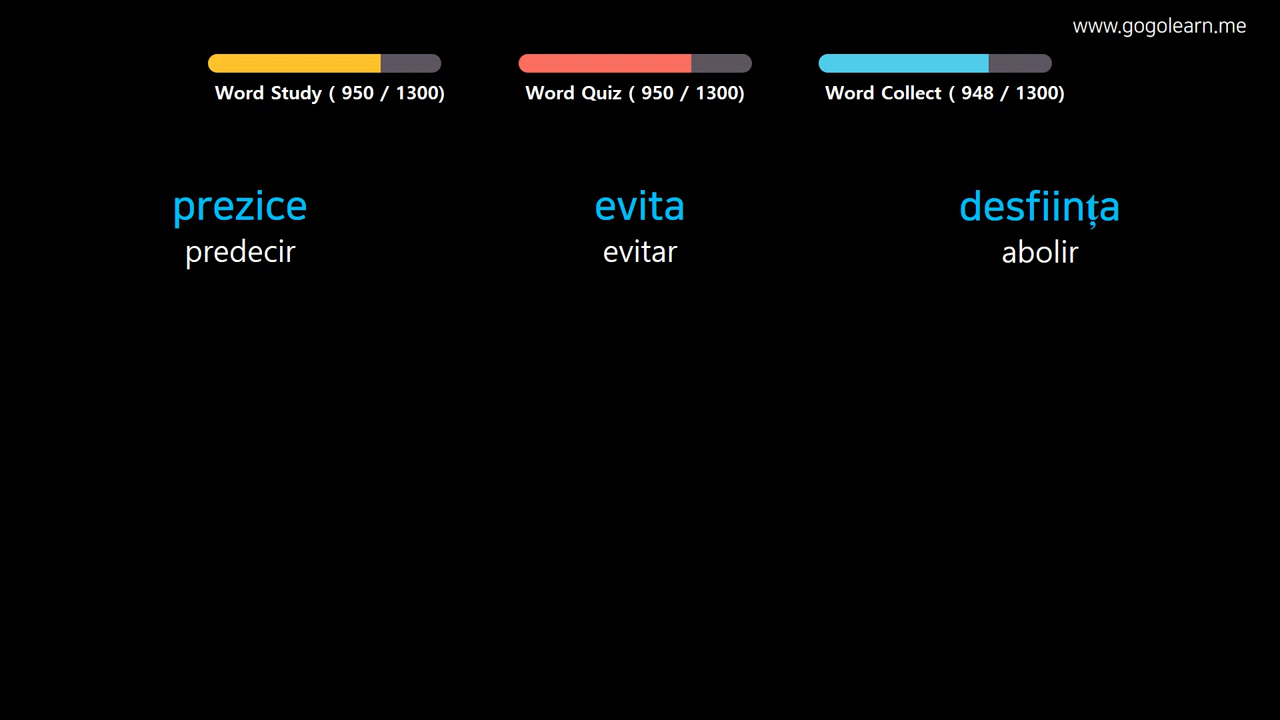 www.gogolearn.me
Word Study ( 950 / 1300)
Word Quiz ( 950 / 1300)
Word Collect ( 948 / 1300)
prezice
predecir
evita
evitar
desființa
abolir